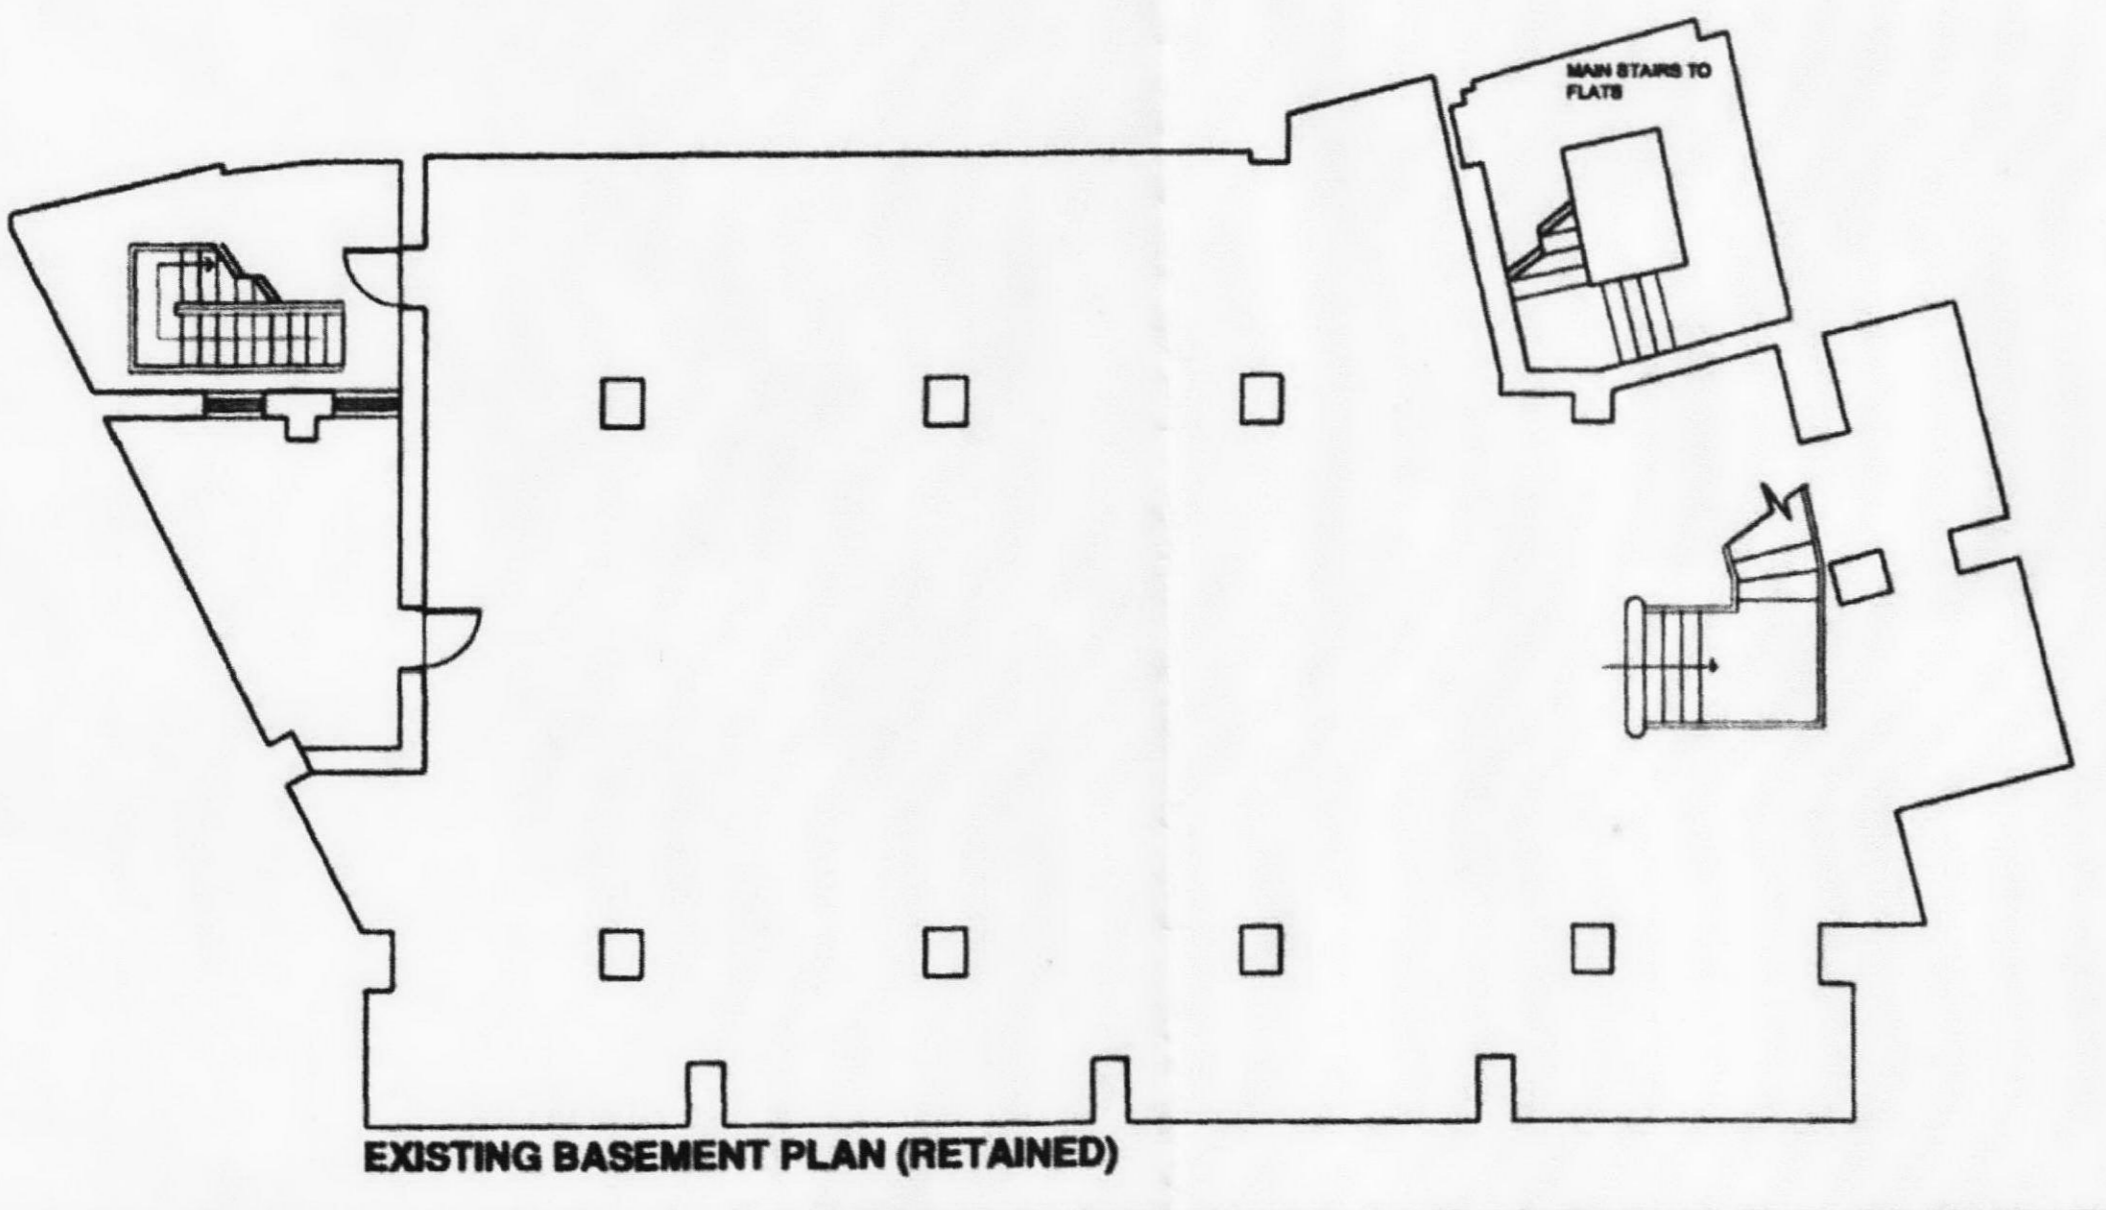 MAIN STAIRS TO
FLATS
EXISTING BASEMENT PLAN (RETAINED)